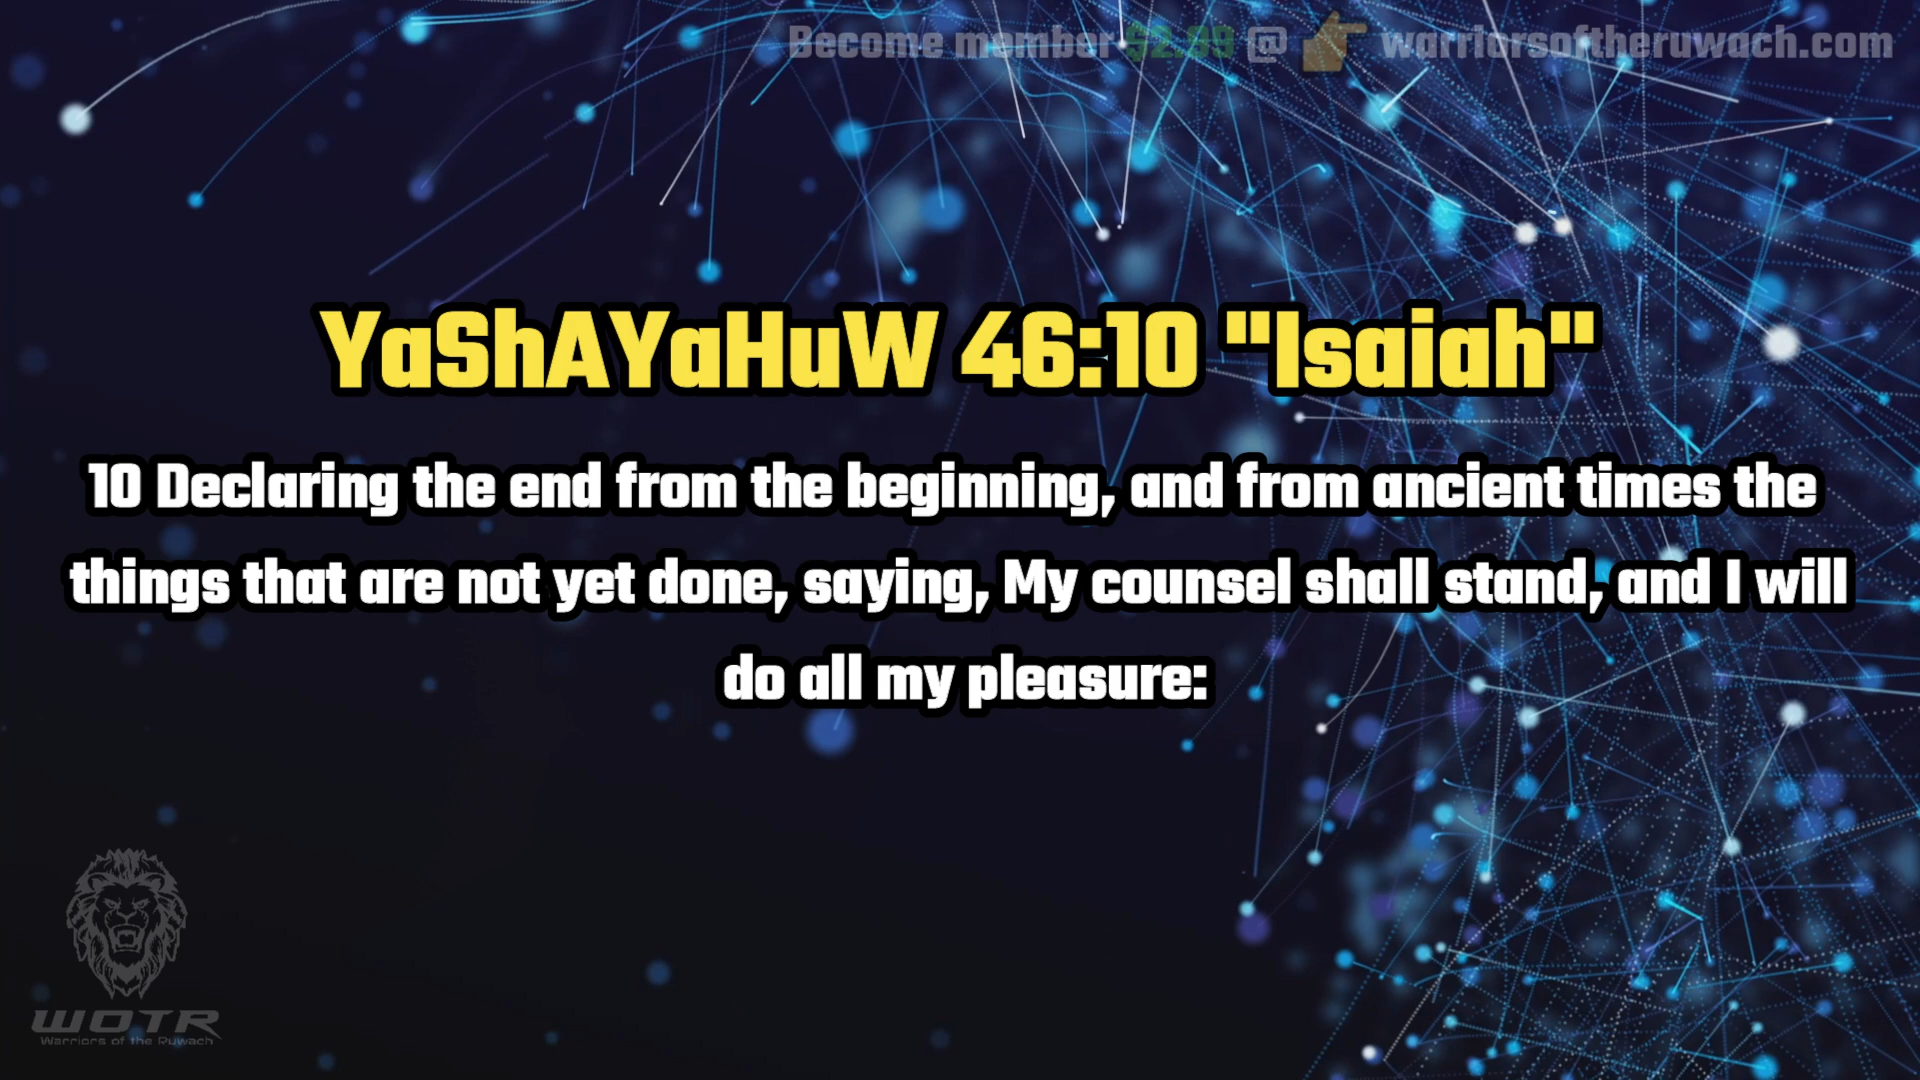 Become member $2.99 @ 👉 warriorsoftheruwach.com
YaShAYaHuW 46:10 "Isaiah"
10 Declaring the end from the beginning, and from ancient times the
things that are not yet done, saying, My counsel shall stand, and I will
do all my pleasure:
WOTR
Warriors of the Ruwach